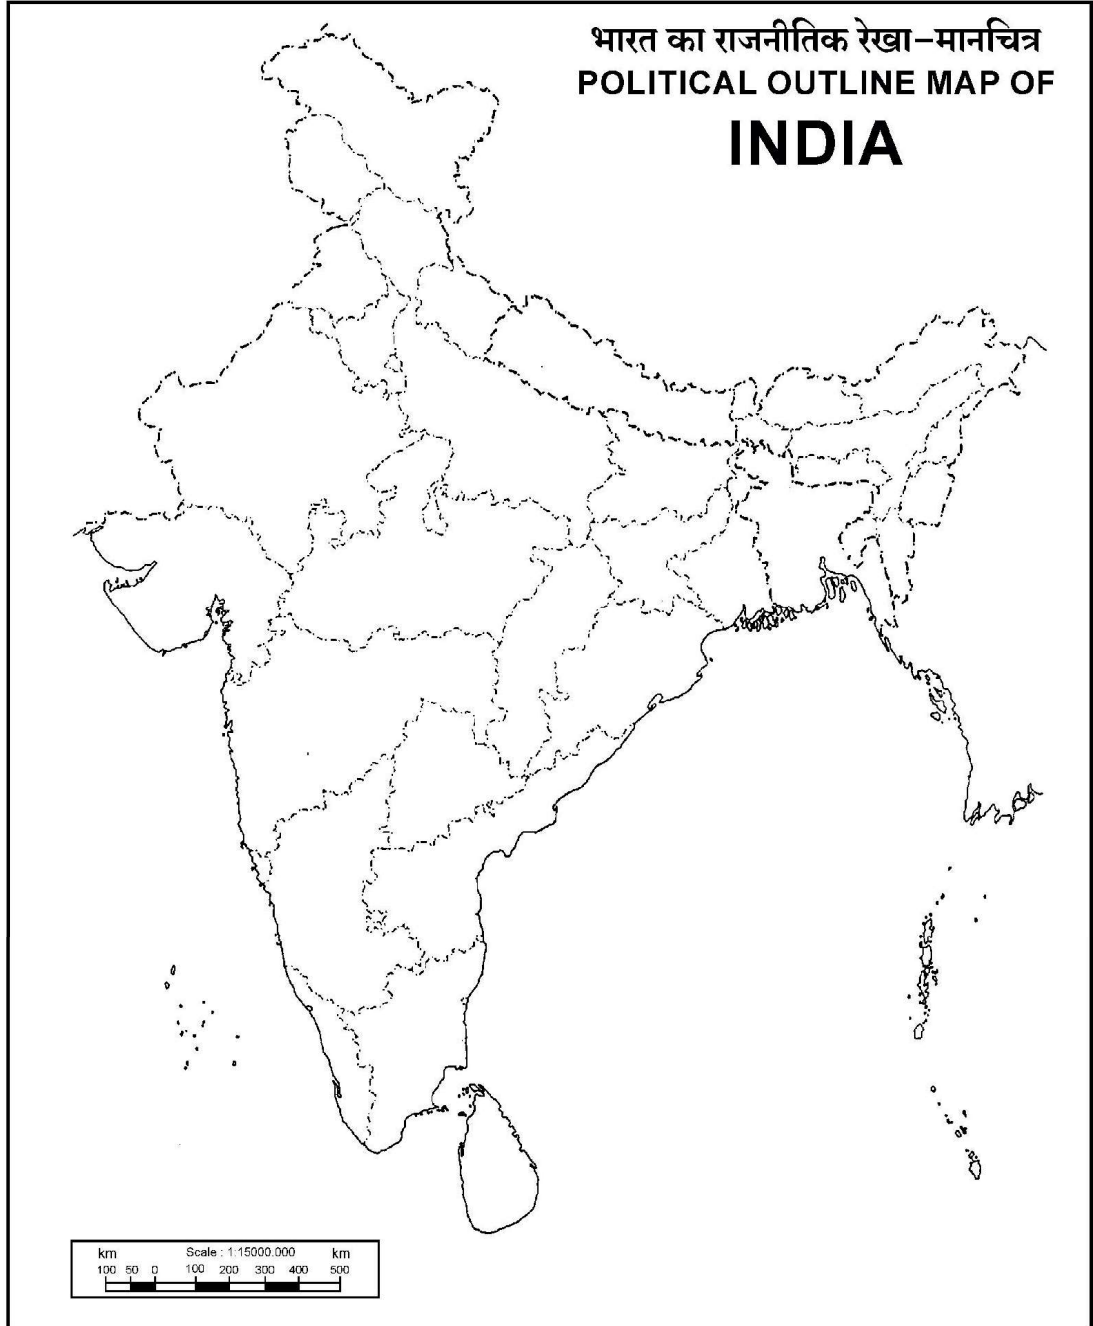 भारत का राजनीतिक रेखा–मानचित्र
POLITICAL OUTLINE MAP OF
INDIA
km Scale : 1:15000.000 km
100 50 0 100 200 300 400 500